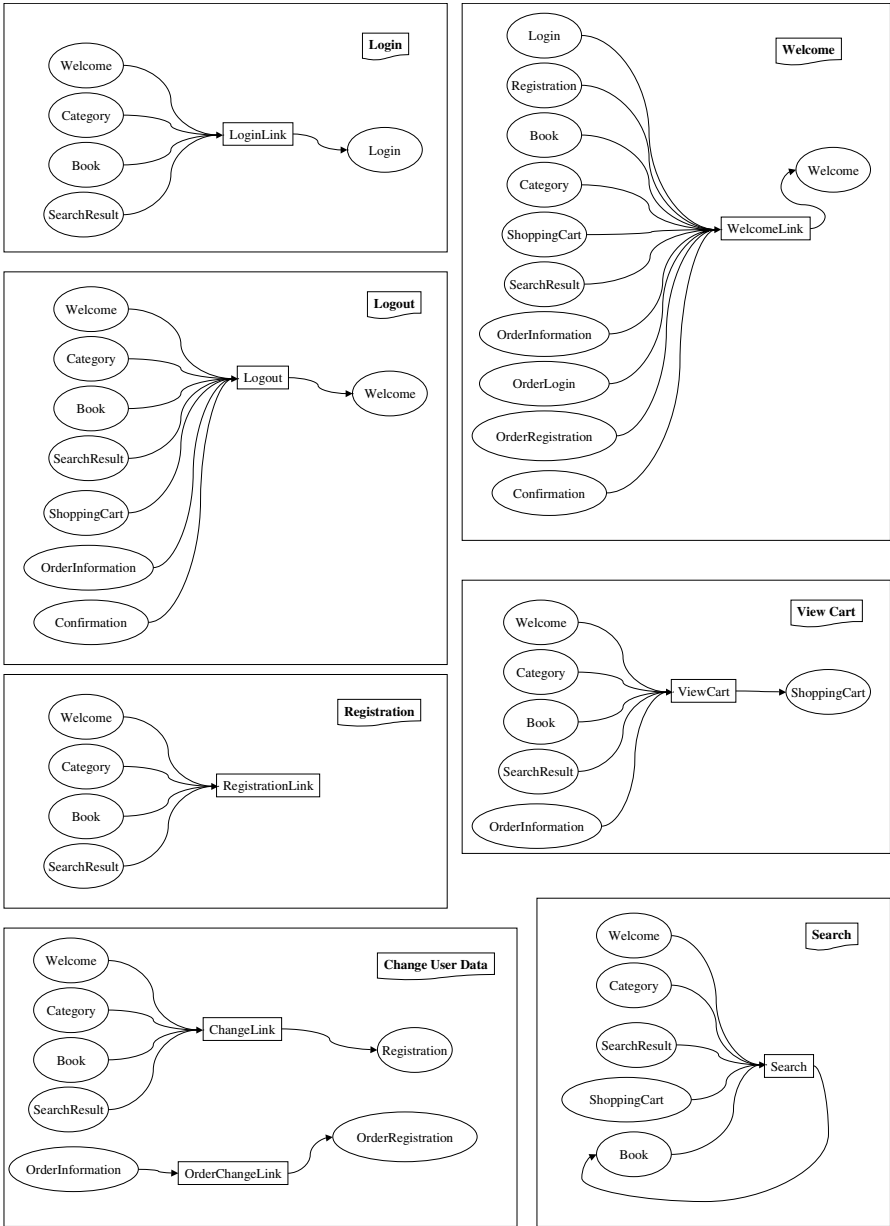 Login
Welcome
Category
Book
SearchResult
LoginLink
Login
Welcome
Login
Registration
Book
Category
ShoppingCart
SearchResult
OrderInformation
OrderLogin
OrderRegistration
Confirmation
WelcomeLink
Welcome
Logout
Welcome
Category
Book
SearchResult
ShoppingCart
OrderInformation
Confirmation
Logout
Welcome
View Cart
Welcome
Category
Book
SearchResult
OrderInformation
ViewCart
ShoppingCart
Registration
Welcome
Category
Book
SearchResult
RegistrationLink
Change User Data
Welcome
Category
Book
SearchResult
ChangeLink
Registration
OrderInformation
OrderChangeLink
OrderRegistration
Search
Welcome
Category
SearchResult
ShoppingCart
Book
Search